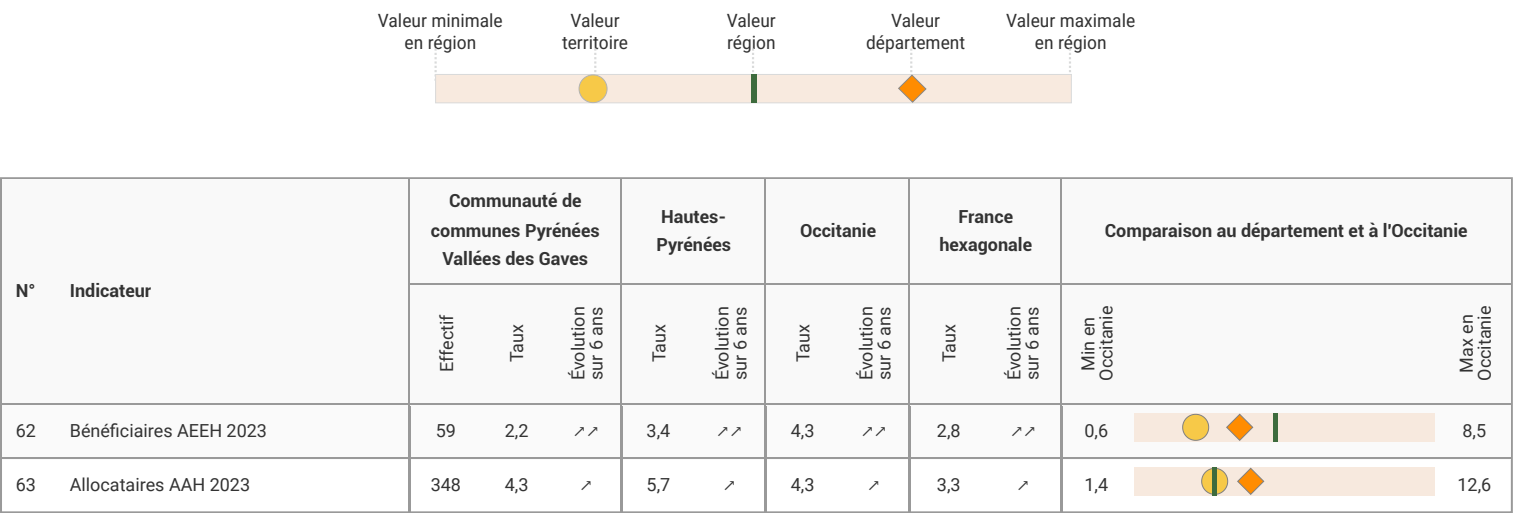 Valeur minimale
en région
Valeur
territoire
Valeur
région
Valeur
département
Valeur maximale
en région
N° Indicateur
Communauté de
communes Pyrénées
Vallées des Gaves
Hautes-
Pyrénées
Occitanie
France
hexagonale
Comparaison au département et à l'Occitanie
Effectif
Taux
Évolution
sur 6 ans
Taux
Évolution
sur 6 ans
Taux
Évolution
sur 6 ans
Taux
Évolution
sur 6 ans
Min en
Occitanie
Max en
Occitanie
62 Bénéficiaires AEEH 2023 59 2,2 ↗↗ 3,4 ↗↗ 4,3 ↗↗ 2,8 ↗↗ 0,6 8,5
63 Allocataires AAH 2023 348 4,3 ↗ 5,7 ↗ 4,3 ↗ 3,3 ↗ 1,4 12,6